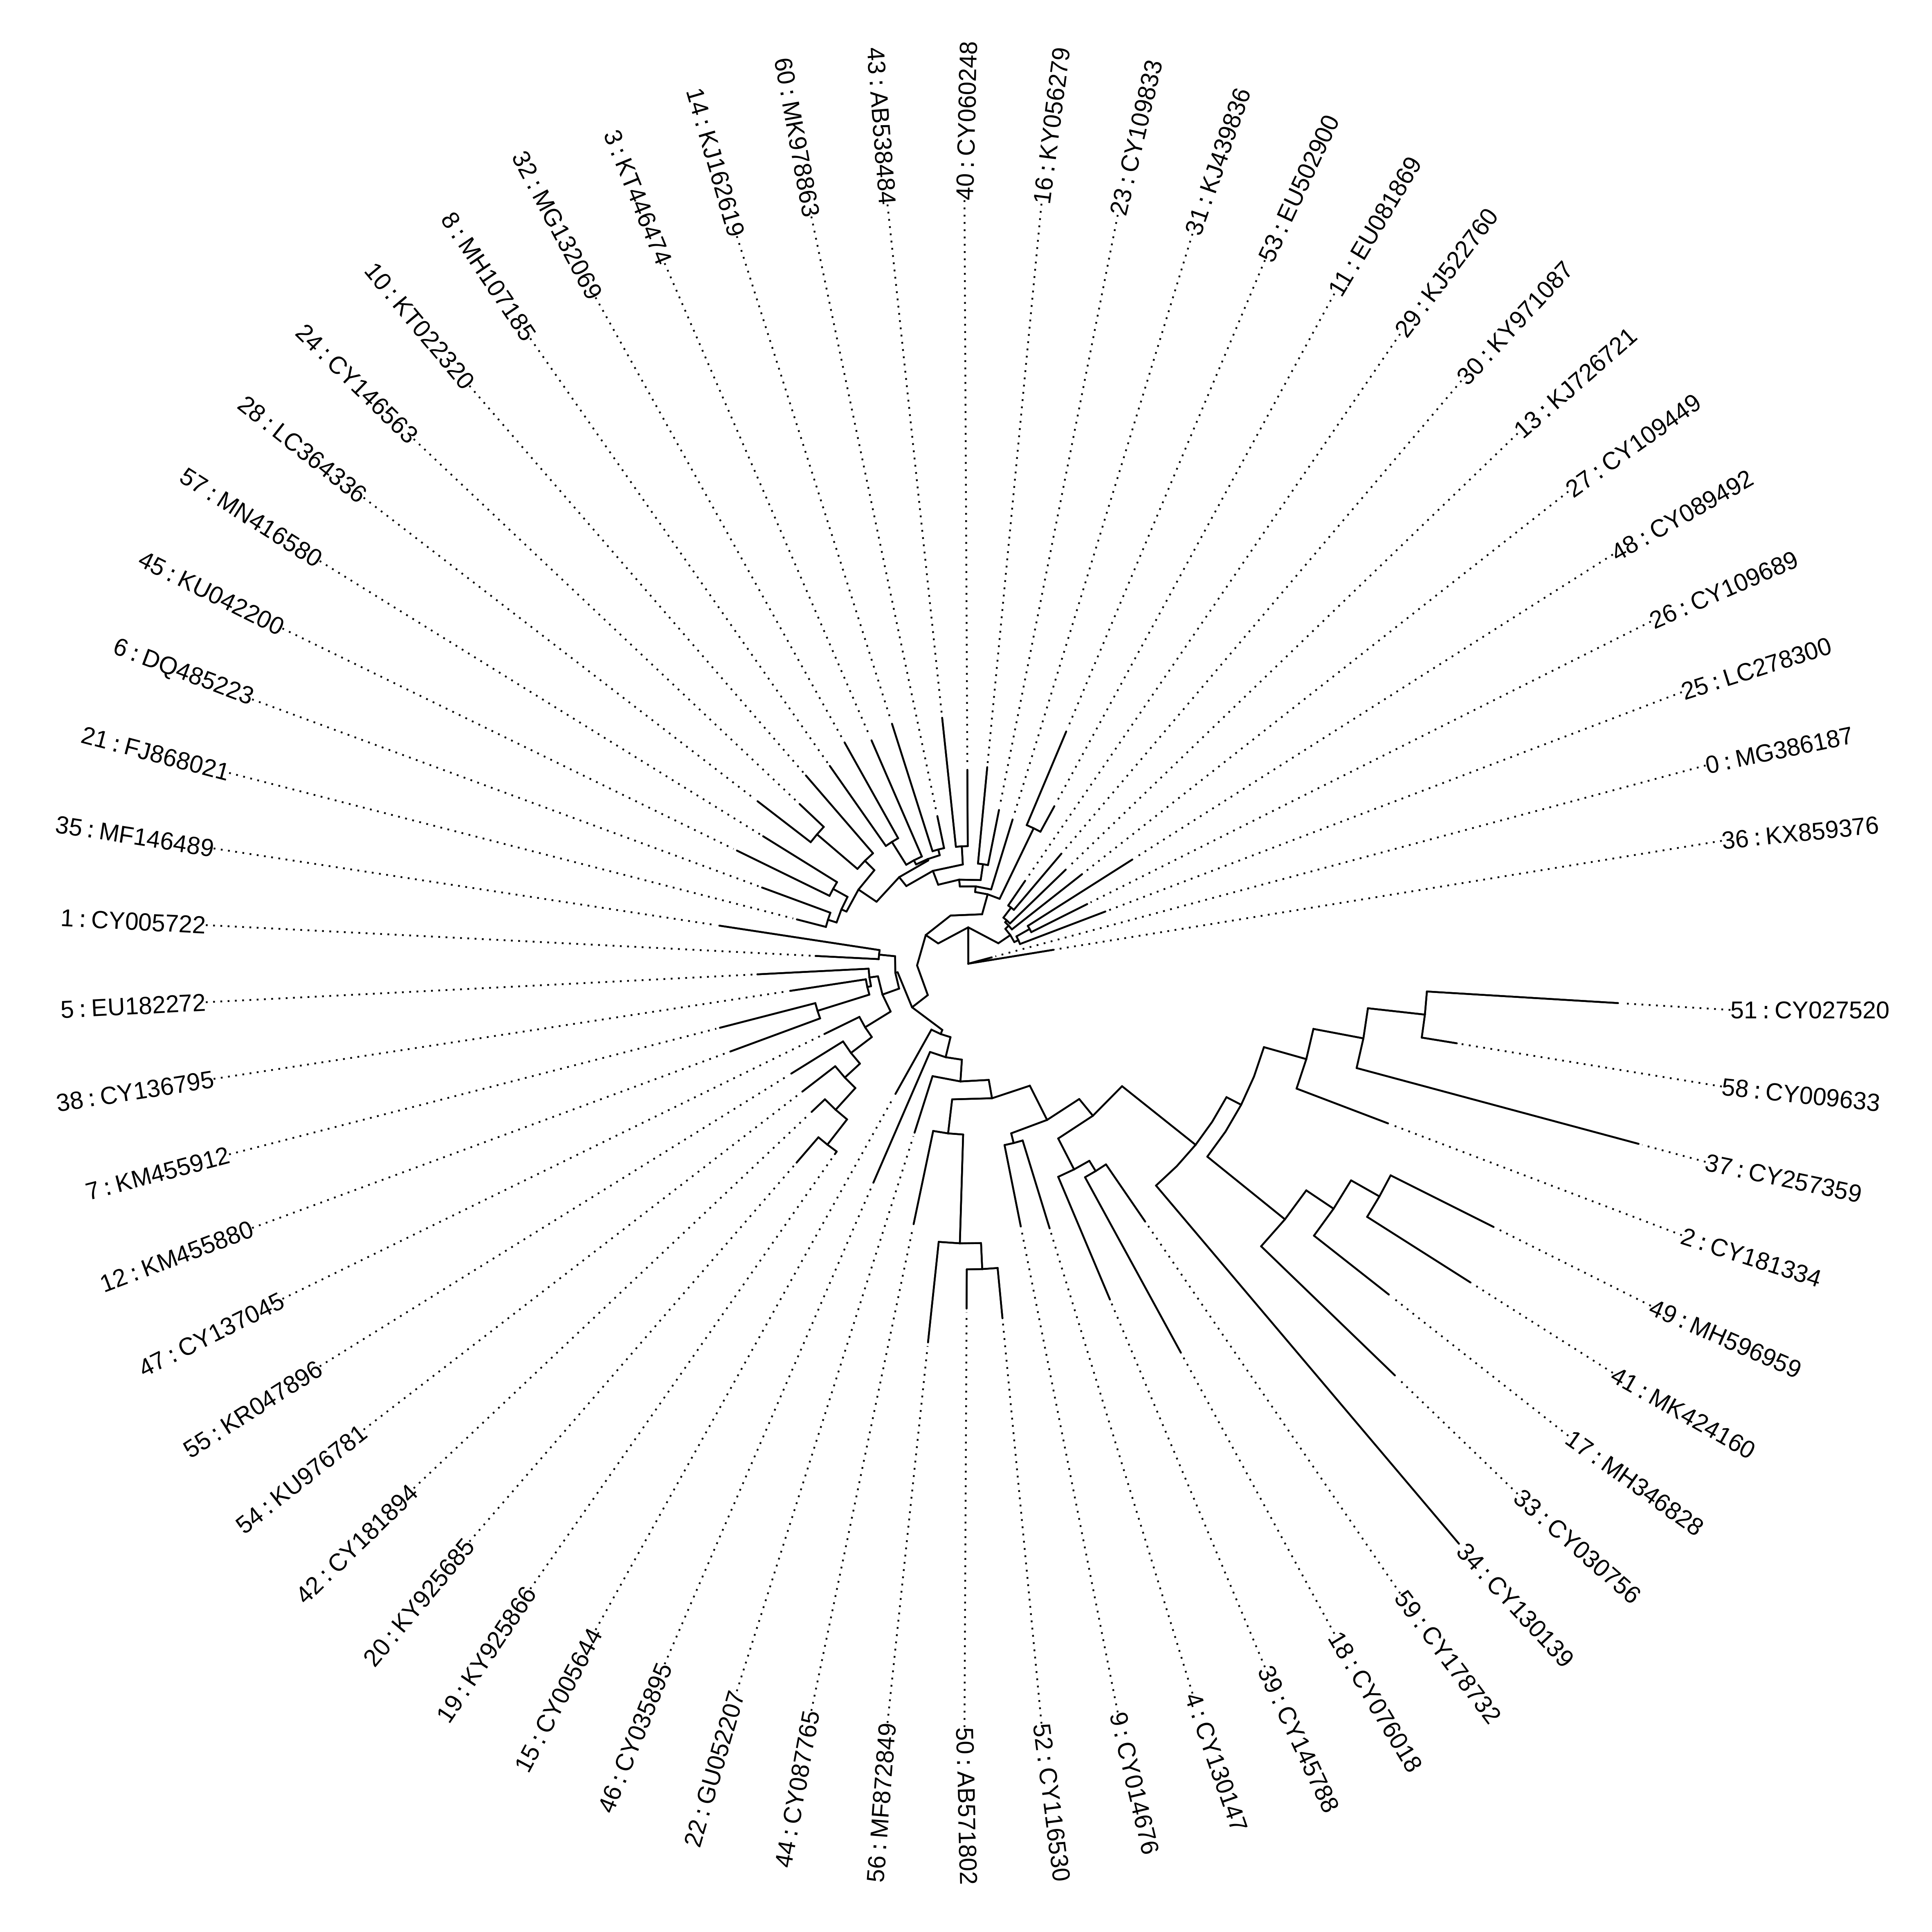 40 : CY060248
16 : KY056279
23 : CY109833
31 : KJ439836
53 : EU502900
11 : EU081869
29 : KJ522760
30 : KY971087
13 : KJ726721
27 : CY109449
48 : CY089492
26 : CY109689
25 : LC278300
0 : MG386187
36 : KX859376
51 : CY027520
58 : CY009633
37 : CY257359
2 : CY181334
49 : MH596959
41 : MK424160
17 : MH346828
33 : CY030756
34 : CY130139
59 : CY178732
18 : CY076018
39 : CY145788
4 : CY130147
9 : CY014676
52 : CY116530
50 : AB571802
56 : MF872849
44 : CY087765
22 : GU052207
46 : CY035895
15 : CY005644
19 : KY925866
20 : KY925685
42 : CY181894
54 : KU976781
55 : KR047896
47 : CY137045
12 : KM455880
7 : KM455912
38 : CY136795
5 : EU182272
1 : CY005722
35 : MF146489
21 : FJ868021
6 : DQ485223
45 : KU042200
57 : MN416580
28 : LC364336
24 : CY146563
10 : KT022320
8 : MH107185
32 : MG132069
3 : KT446474
14 : KJ162619
60 : MK978863
43 : AB538484